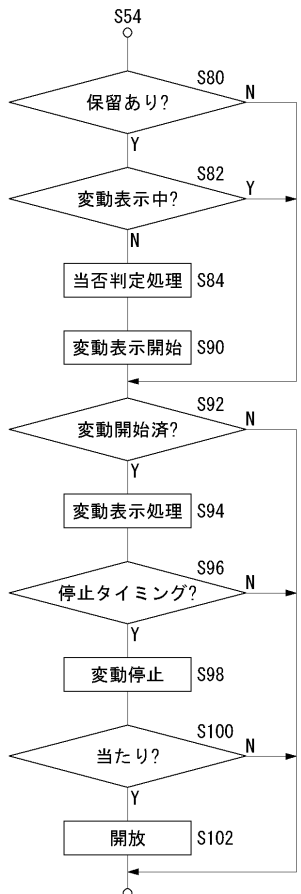 S54
S80
保留あり?
N
Y
S82
変動表示中?
Y
N
当否判定処理 S84
変動表示開始 S90
S92
変動開始済?
N
Y
変動表示処理 S94
S96
停止タイミング?
N
Y
変動停止 S98
S100
当たり?
N
Y
開放 S102